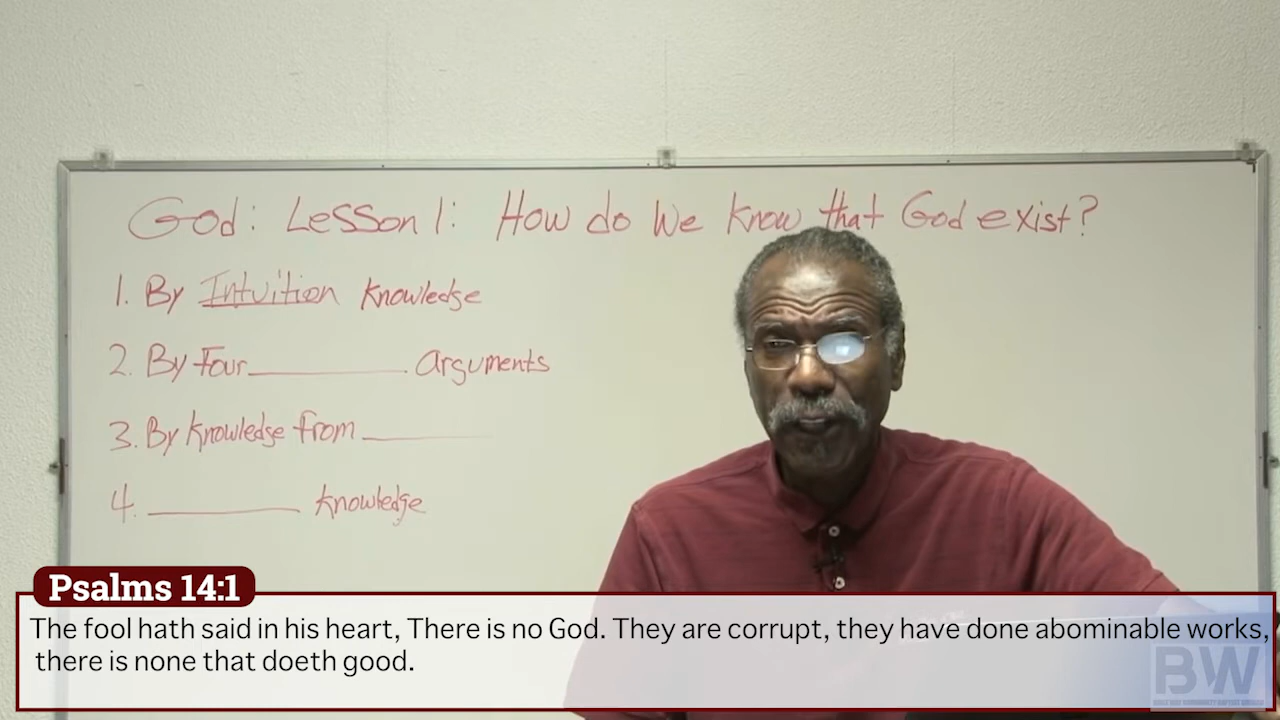 God: Lesson 1: How do we know that God exist?
1. By Intuition knowledge
2. By Four__________ arguments
3. By knowledge from __________
4. __________ knowledge
Psalms 14:1
The fool hath said in his heart, There is no God. They are corrupt, they have done abominable works,
there is none that doeth good.
BW